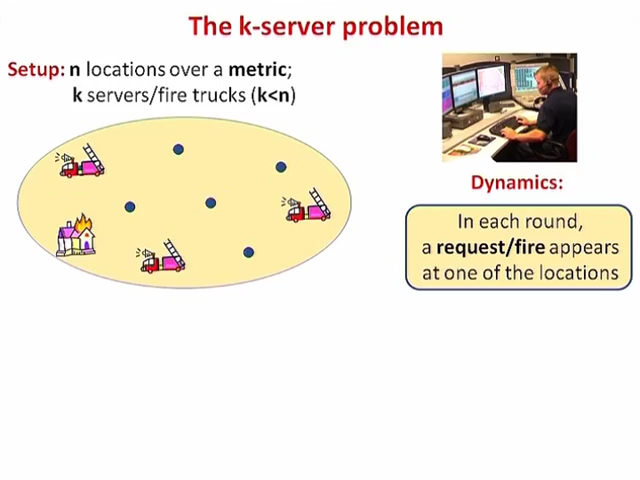 The k-server problem
Setup: n locations over a metric;
k servers/fire trucks (k<n)
Dynamics:
In each round,
a request/fire appears
at one of the locations